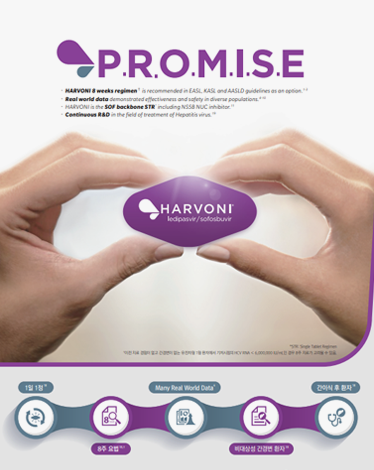 P.R.O.M.I.S.E
· HARVONI 8 weeks regimen† is recommended in EASL, KASL and AASLD guidelines as an option.
· Real world data demonstrated effectiveness and safety in diverse populations.
· HARVONI is the SOF backbone STR* including NS5B NUC inhibitor.
· Continuous R&D in the field of treatment of Hepatitis virus.
HARVONI
ledipasvir/sofosbuvir
*STR: Single Tablet Regimen
1일 1정
Many Real World Data
간이식 후 환자
8주 요법
비대상성 간경변 환자